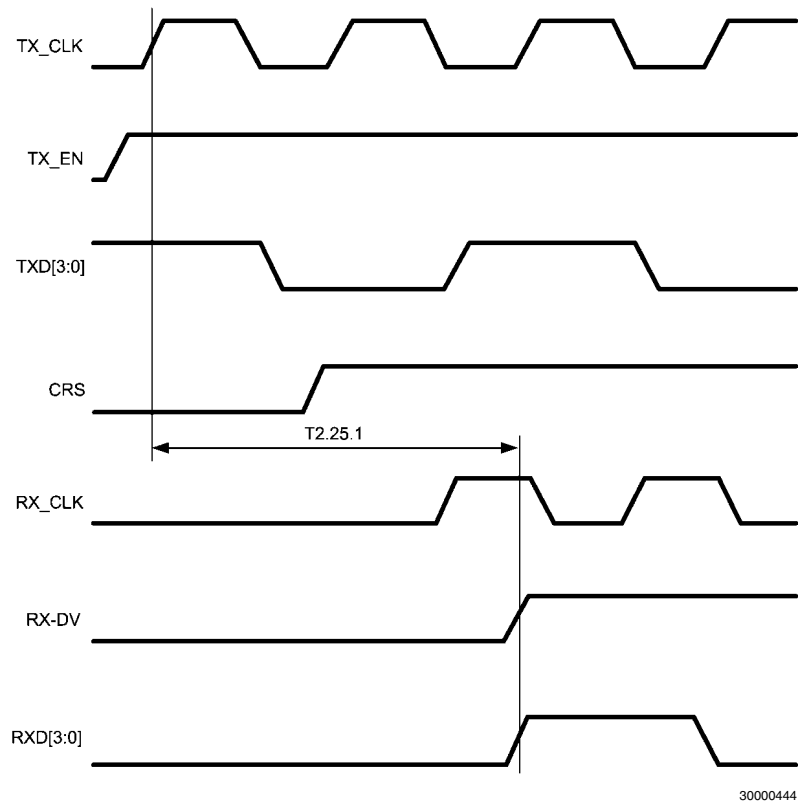 TX_CLK
TX_EN
TXD[3:0]
CRS
T2.25.1
RX_CLK
RX-DV
RXD[3:0]
30000444